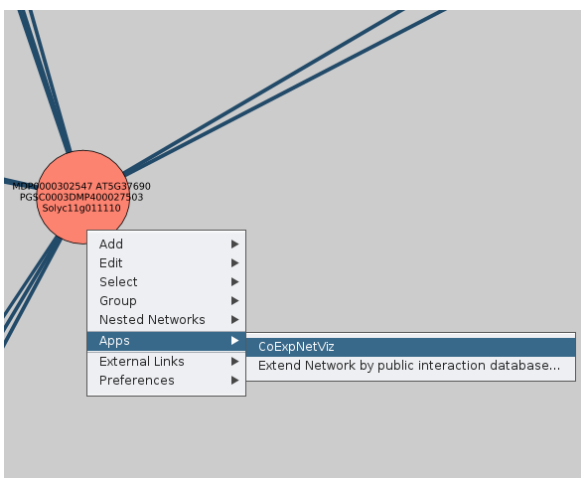 MDP0000302547 AT5G37690
PGSC0003DMP400027503
Solyc11g011110
Add
Edit
Select
Group
Nested Networks
Apps
External Links
Preferences
CoExpNetViz
Extend Network by public interaction database...